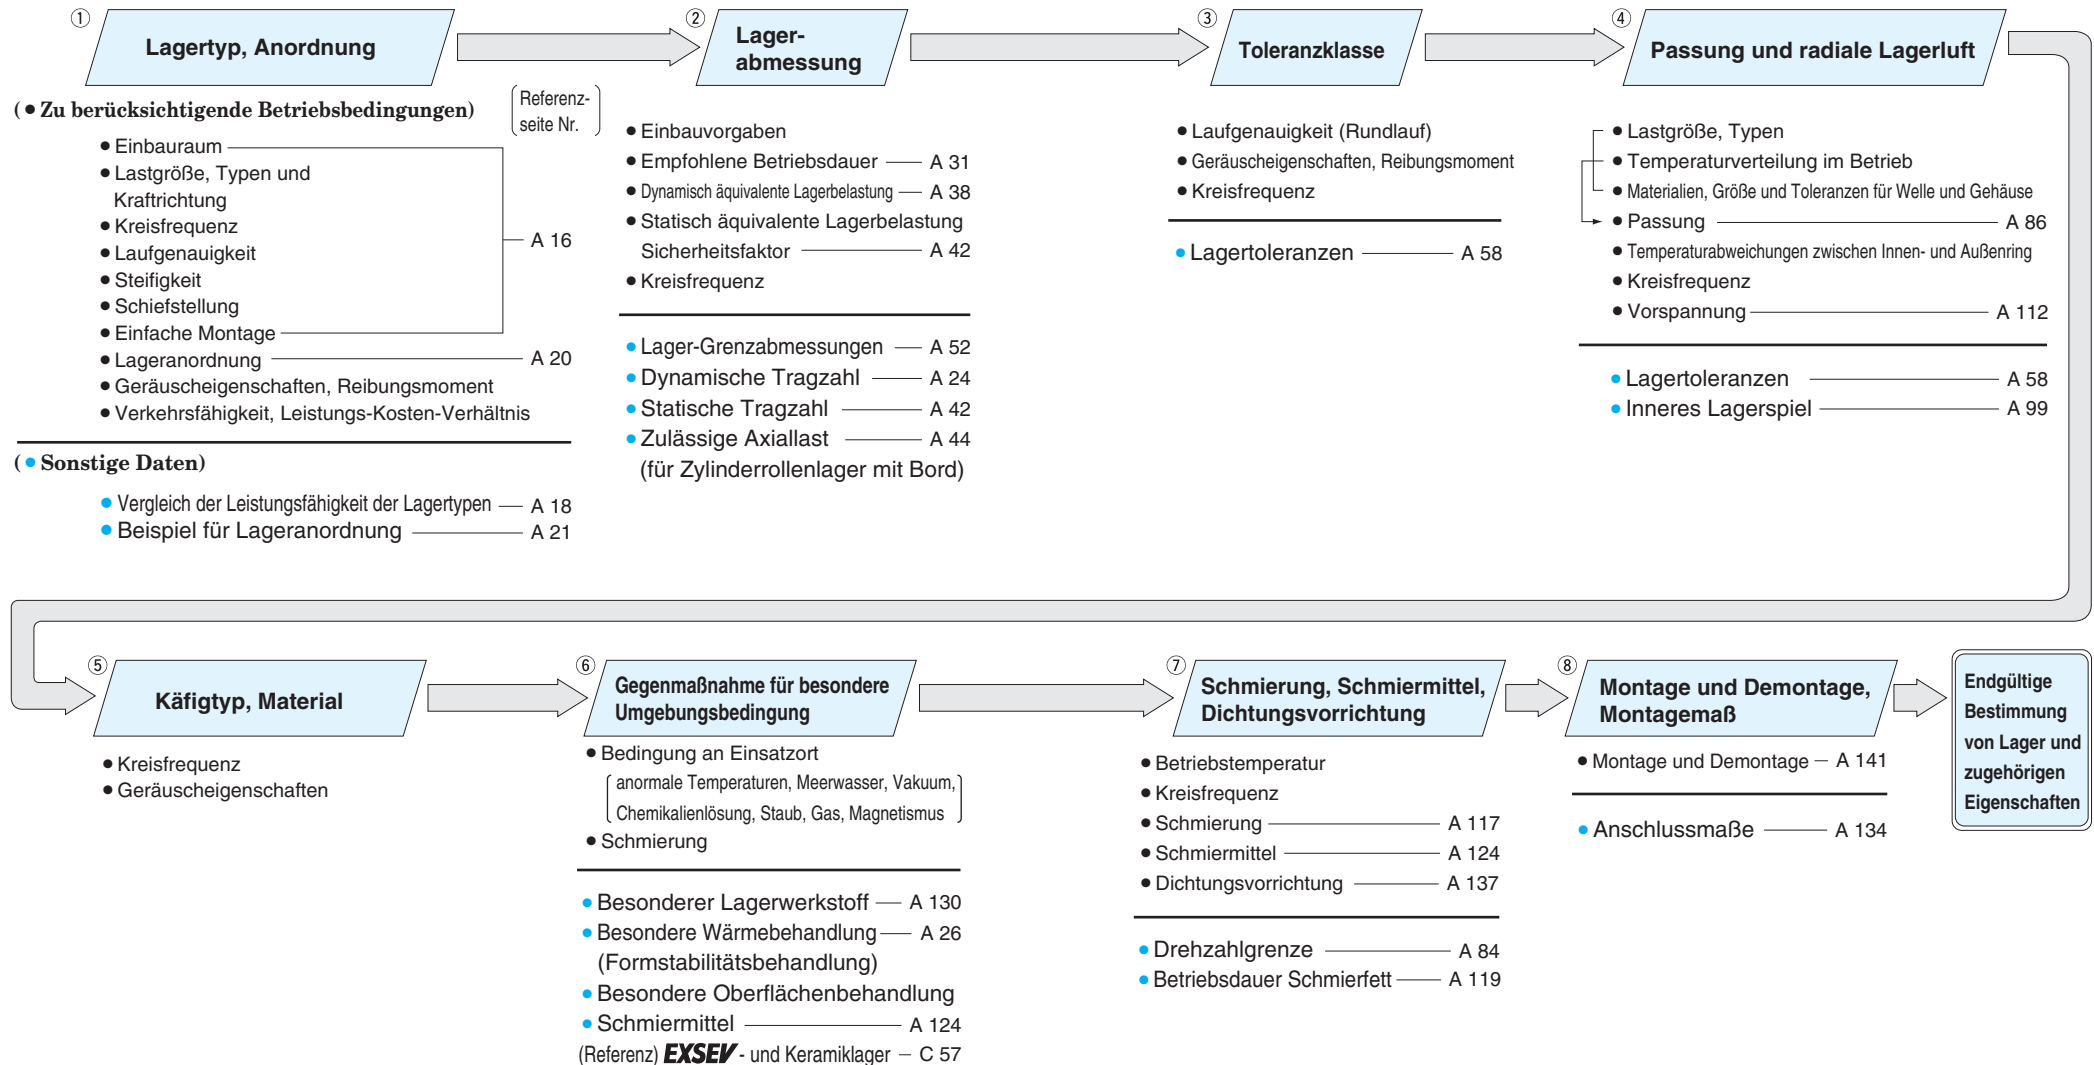 ① Lagertyp, Anordnung
(● Zu berücksichtigende Betriebsbedingungen)
Referenz-
seite Nr.
● Einbauraum
● Lastgröße, Typen und
Kraftrichtung
● Kreisfrequenz
● Laufgenauigkeit
● Steifigkeit
● Schiefstellung
● Einfache Montage
A 16
● Lageranordnung A 20
● Geräuscheigenschaften, Reibungsmoment
● Verkehrsfähigkeit, Leistungs-Kosten-Verhältnis
(● Sonstige Daten)
● Vergleich der Leistungsfähigkeit der Lagertypen A 18
● Beispiel für Lageranordnung A 21
② Lager-
abmessung
● Einbauvorgaben
● Empfohlene Betriebsdauer A 31
● Dynamisch äquivalente Lagerbelastung A 38
● Statisch äquivalente Lagerbelastung
Sicherheitsfaktor A 42
● Kreisfrequenz
● Lager-Grenzabmessungen A 52
● Dynamische Tragzahl A 24
● Statische Tragzahl A 42
● Zulässige Axiallast A 44
(für Zylinderrollenlager mit Bord)
③ Toleranzklasse
● Laufgenauigkeit (Rundlauf)
● Geräuscheigenschaften, Reibungsmoment
● Kreisfrequenz
● Lagertoleranzen A 58
④ Passung und radiale Lagerluft
● Lastgröße, Typen
● Temperaturverteilung im Betrieb
● Materialien, Größe und Toleranzen für Welle und Gehäuse
● Passung A 86
● Temperaturabweichungen zwischen Innen- und Außenring
● Kreisfrequenz
● Vorspannung A 112
● Lagertoleranzen A 58
● Inneres Lagerspiel A 99
⑤ Käfigtyp, Material
● Kreisfrequenz
● Geräuscheigenschaften
⑥ Gegenmaßnahme für besondere
Umgebungsbedingung
● Bedingung an Einsatzort
anormale Temperaturen, Meerwasser, Vakuum,
Chemikalienlösung, Staub, Gas, Magnetismus
● Schmierung
● Besonderer Lagerwerkstoff A 130
● Besondere Wärmebehandlung A 26
(Formstabilitätsbehandlung)
● Besondere Oberflächenbehandlung
● Schmiermittel A 124
(Referenz) EXSEV - und Keramiklager – C 57
⑦ Schmierung, Schmiermittel,
Dichtungsvorrichtung
● Betriebstemperatur
● Kreisfrequenz
● Schmierung A 117
● Schmiermittel A 124
● Dichtungsvorrichtung A 137
● Drehzahlgrenze A 84
● Betriebsdauer Schmierfett A 119
⑧ Montage und Demontage,
Montagemaß
● Montage und Demontage – A 141
● Anschlussmaße A 134
Endgültige
Bestimmung
von Lager und
zugehörigen
Eigenschaften